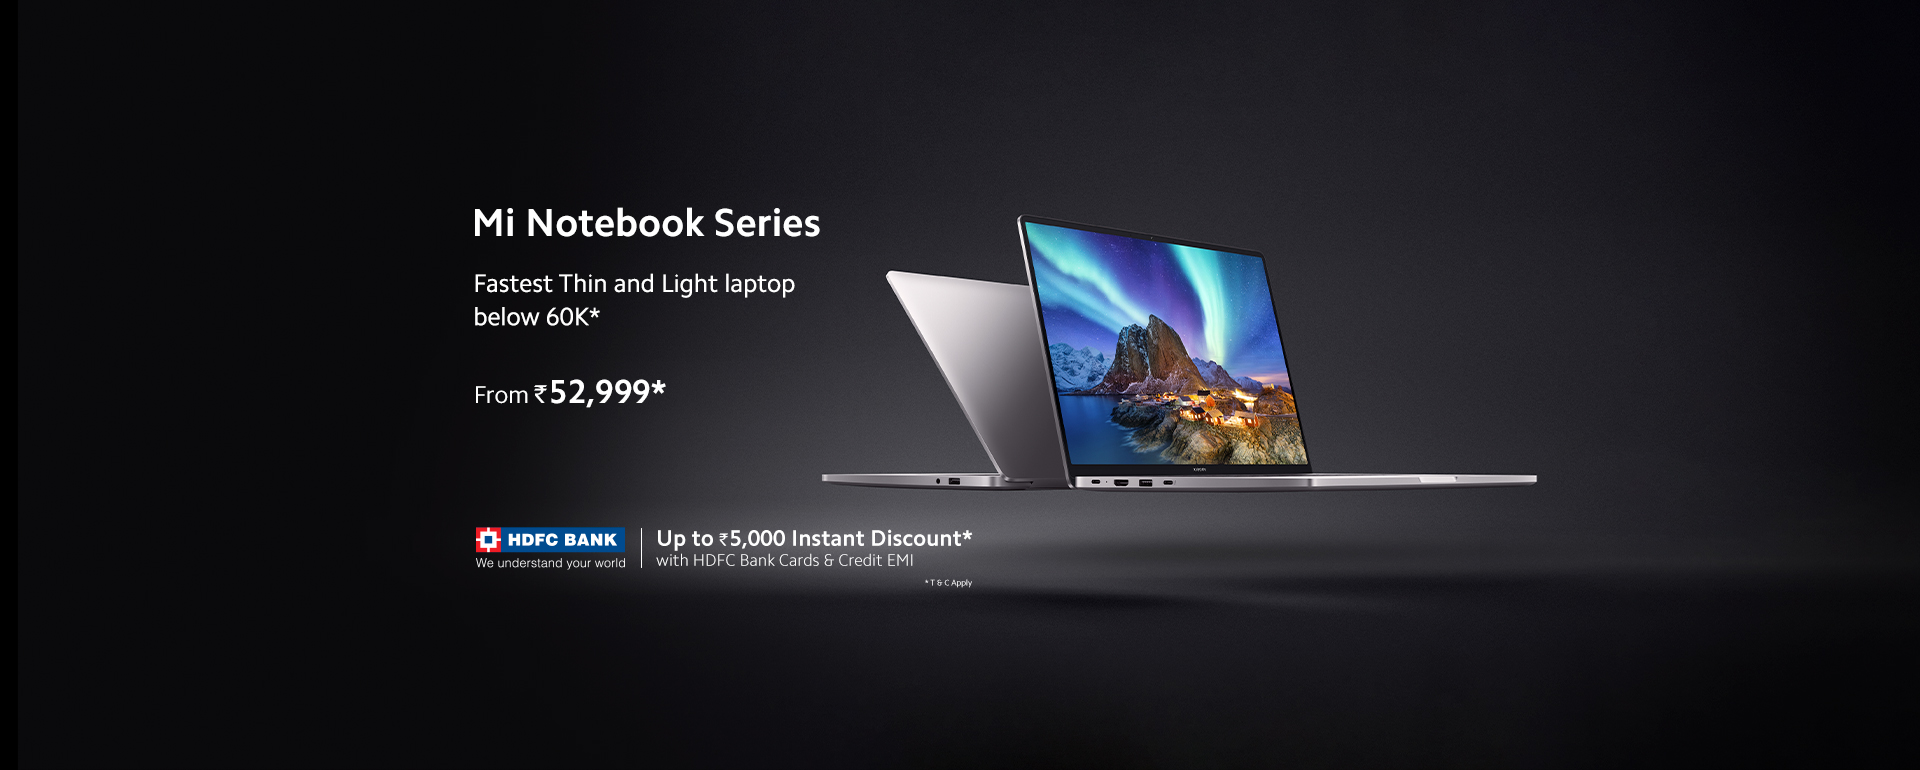 Mi Notebook Series
Fastest Thin and Light laptop
below 60K*
From ₹52,999*
HDFC BANK
We understand your world
Up to ₹5,000 Instant Discount*
with HDFC Bank Cards & Credit EMI
*T & C Apply
XIAOMI